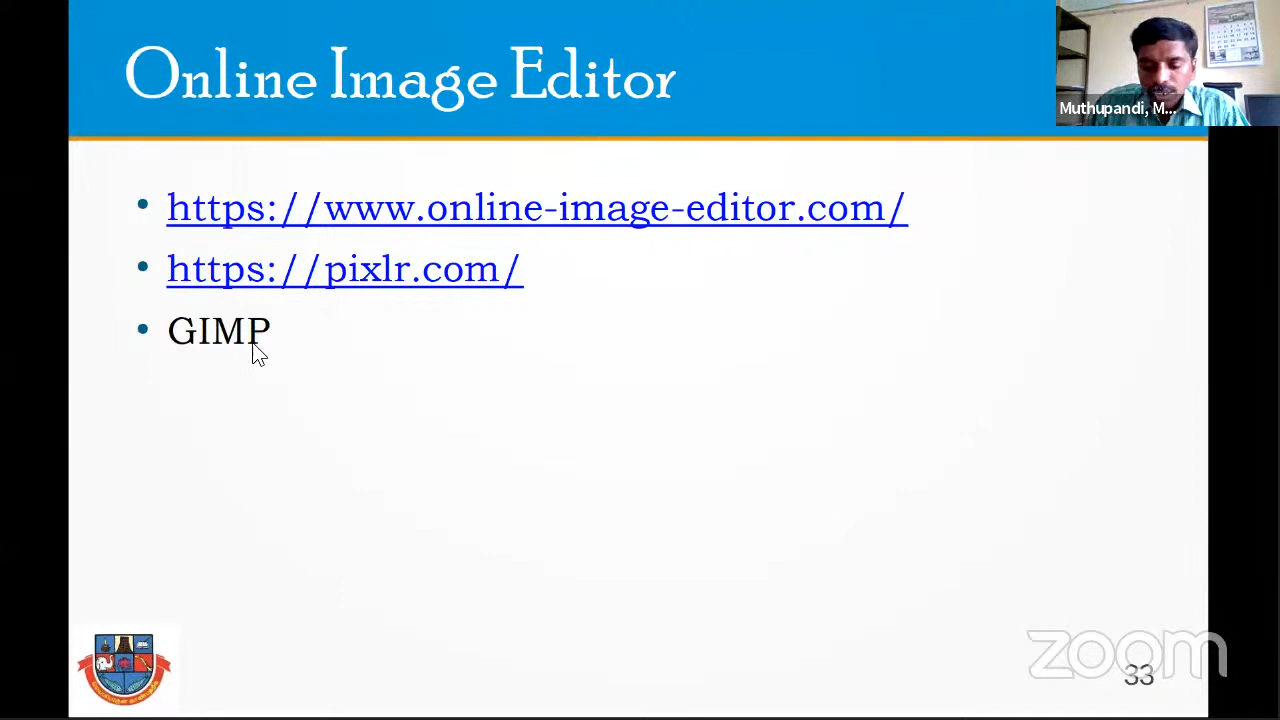 Online Image Editor
Muthupandi, M...
• https://www.online-image-editor.com/
• https://pixlr.com/
• GIMP
zoom
33